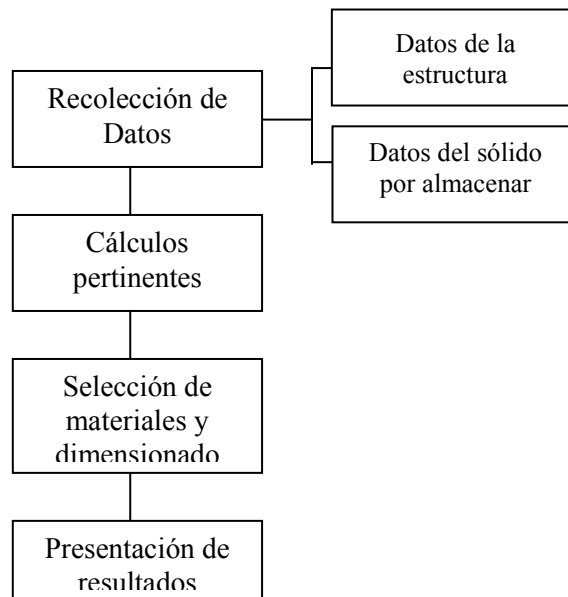 Datos de la
estructura
Recolección de
Datos
Datos del sólido
por almacenar
Cálculos
pertinentes
Selección de
materiales y
dimensionado
Presentación de
resultados